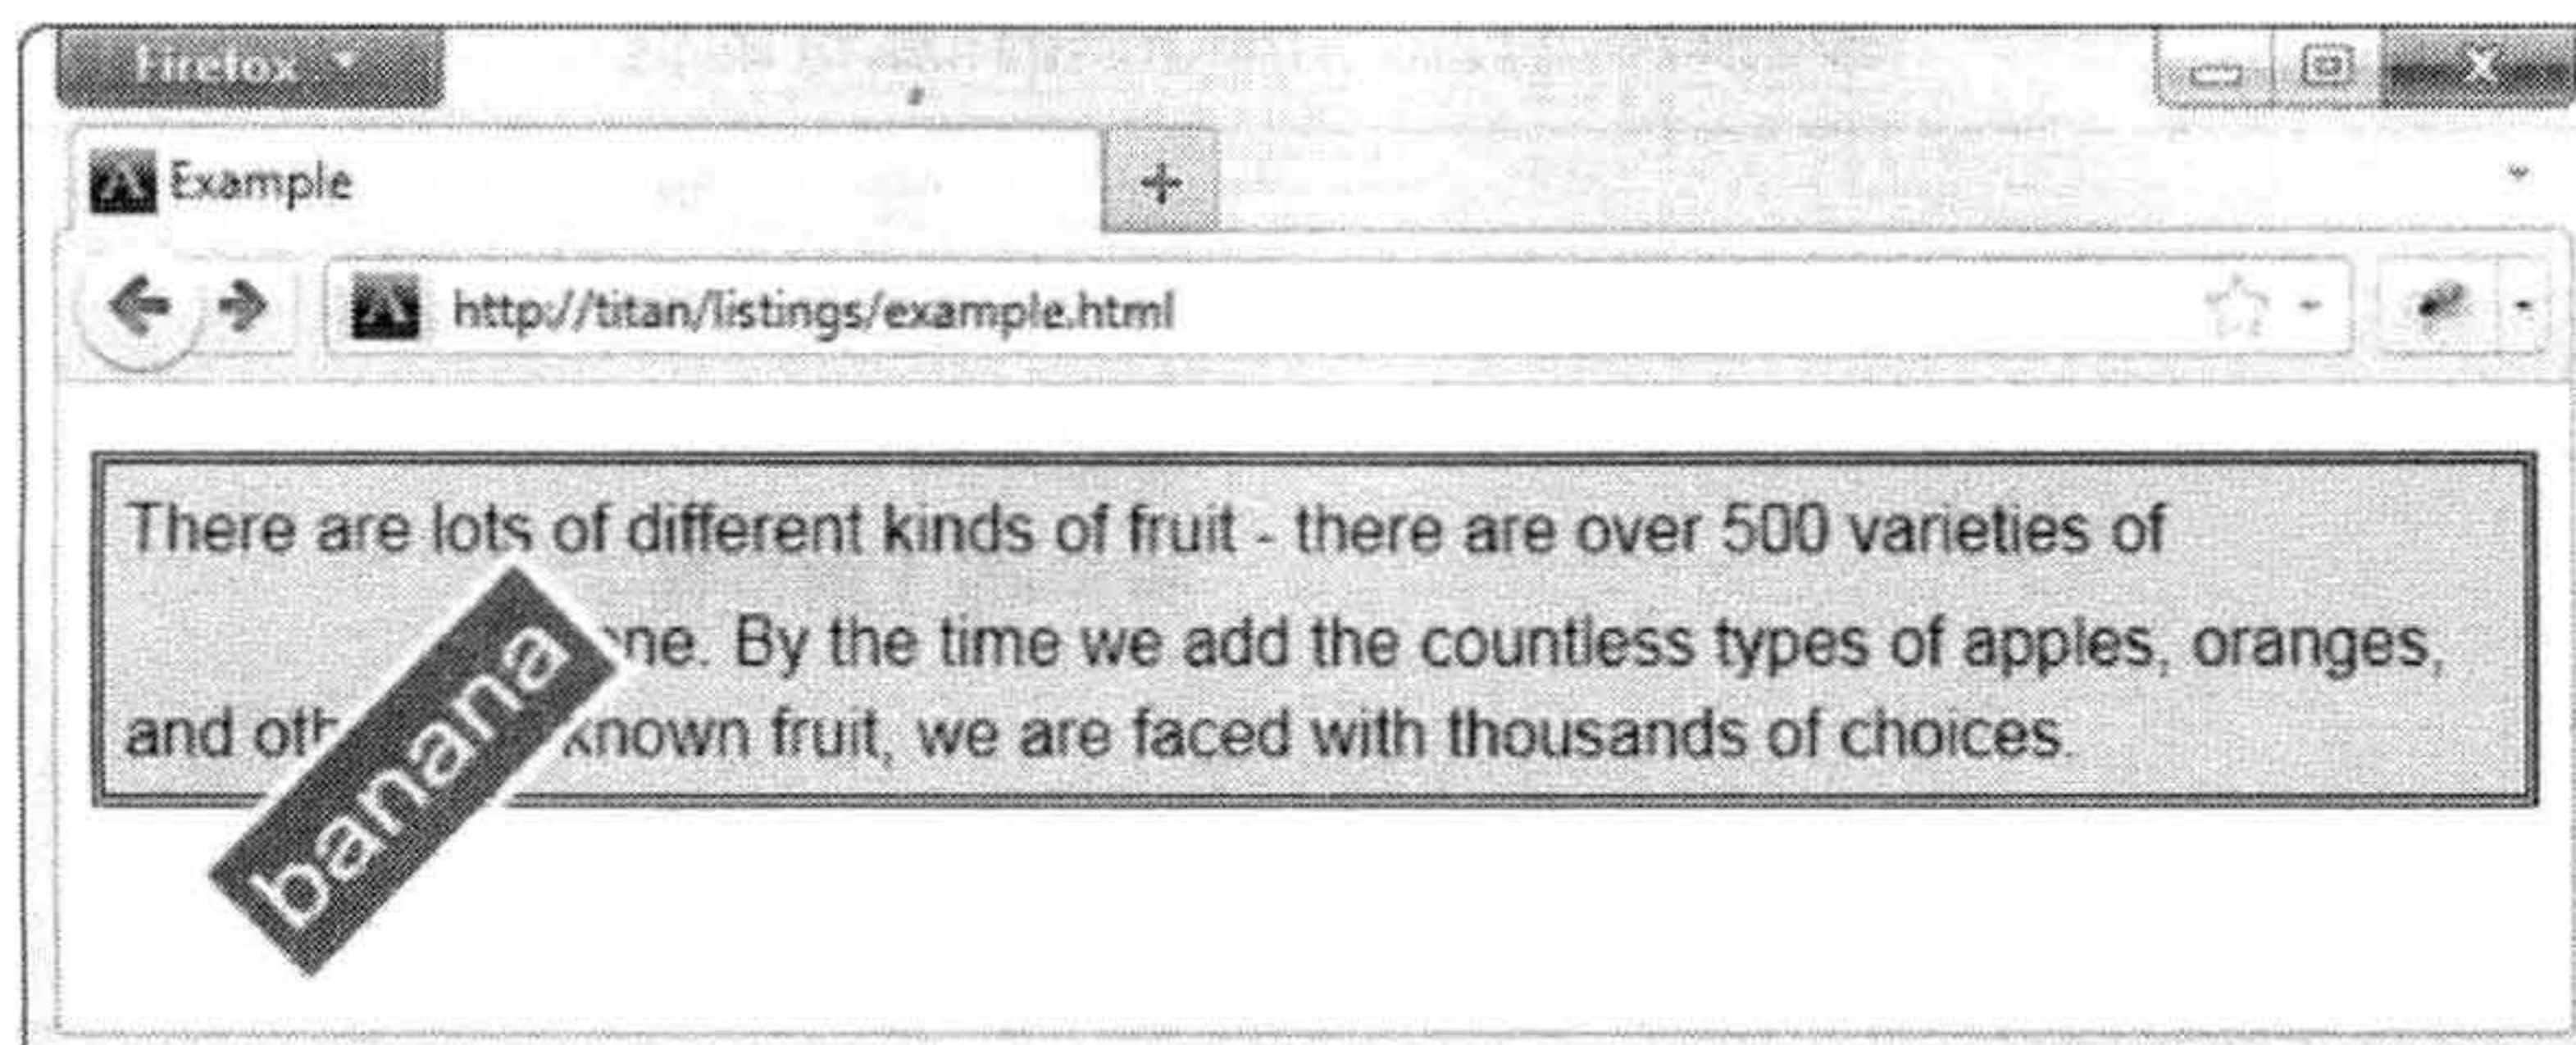 Firefox
Example
http://titan/listings/example.html
There are lots of different kinds of fruit - there are over 500 varieties of
banana
ne. By the time we add the countless types of apples, oranges,
and oth known fruit, we are faced with thousands of choices.